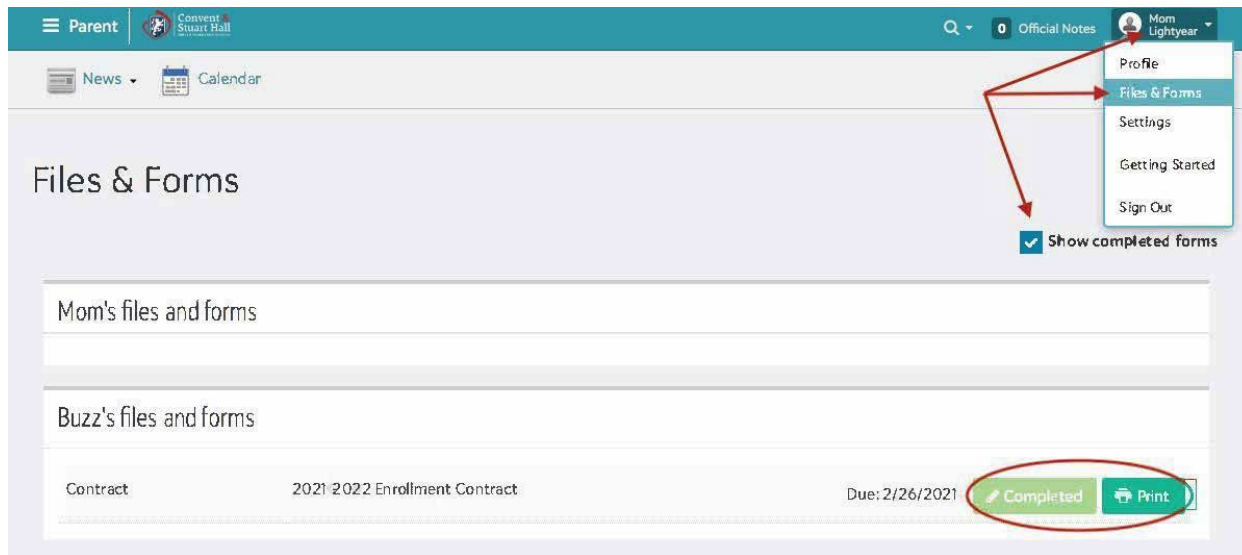 Parent
Convent &
Stuart Hall
0 Official Notes
Mom
Lightyear
News
Calendar
Profile
Files & Forms
Settings
Getting Started
Sign Out
Files & Forms
Show completed forms
Mom's files and forms
Buzz's files and forms
Contract 2021-2022 Enrollment Contract Due: 2/26/2021 Completed Print